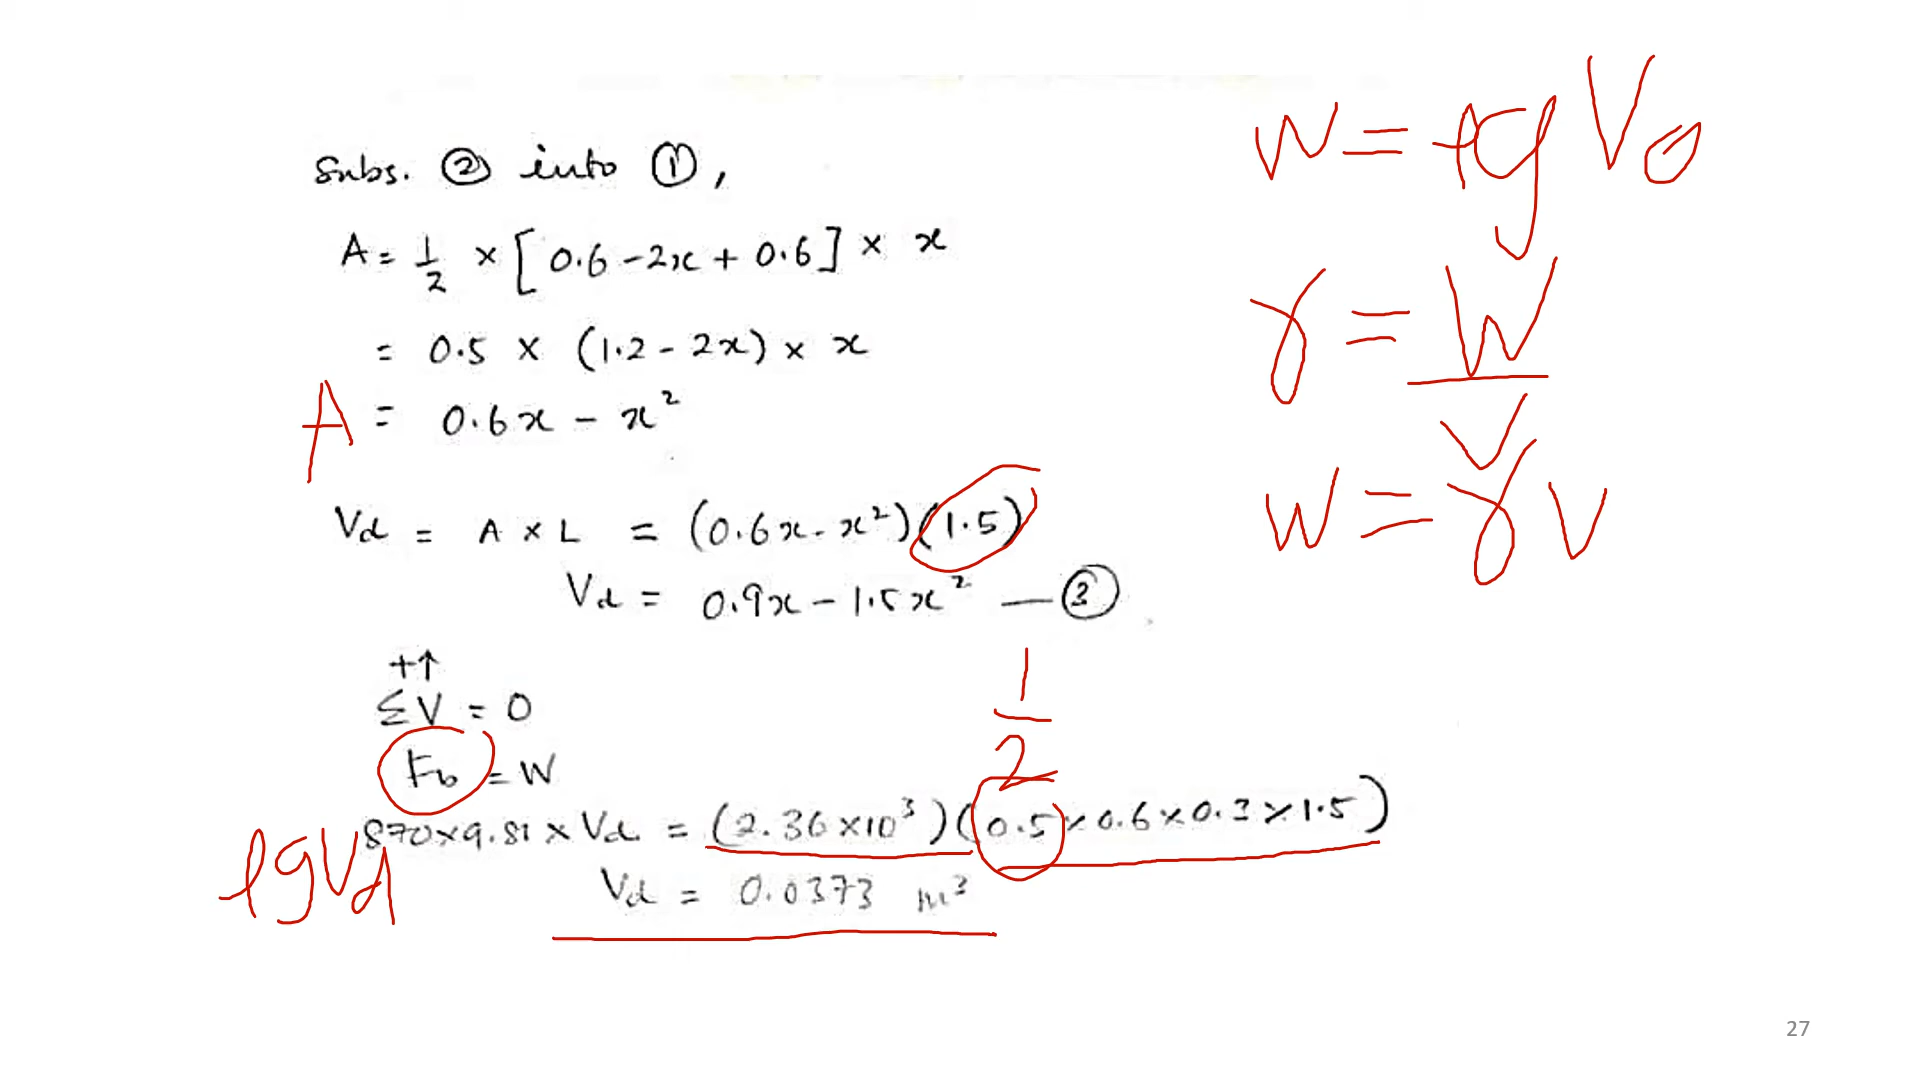 Subs. ② into ①,
A = 1/2 × [0.6 - 2x + 0.6] × x
= 0.5 × (1.2 - 2x) × x
A = 0.6x - x²
Vd = A × L = (0.6x - x²)(1.5)
Vd = 0.9x - 1.5x² — ③
+↑
ΣV = 0
Fb = W
870×9.81 × Vd = (2.36×10³)(0.5 × 0.6 × 0.3 × 1.5)
1/2
ρgVd
Vd = 0.0373 m³
W = ρg Vo
γ = W/V
W = γV
27